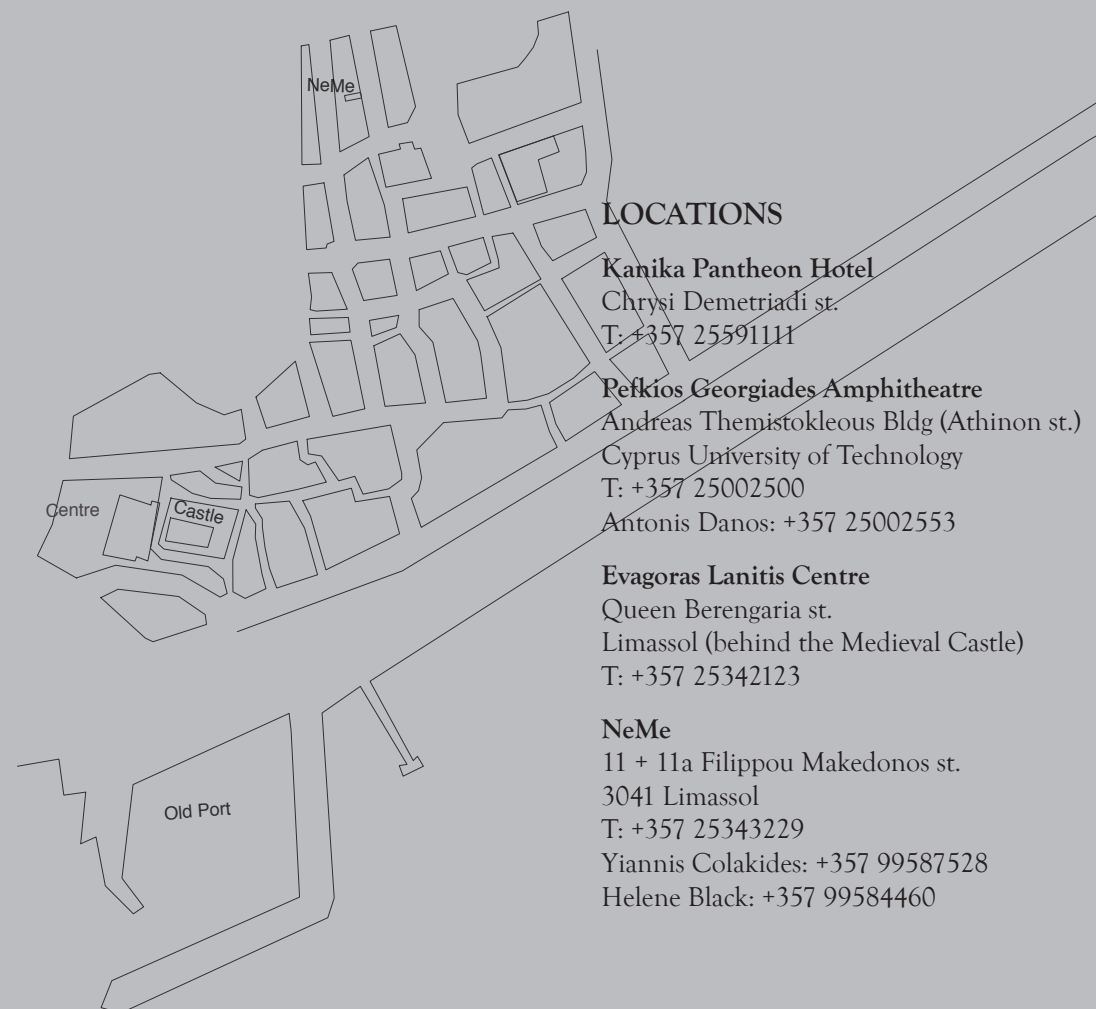 NeMe
LOCATIONS
Kanika Pantheon Hotel
Chrysi Demetriadi st.
T: +357 25591111
Pefkios Georgiades Amphitheatre
Andreas Themistokleous Bldg (Athinon st.)
Cyprus University of Technology
T: +357 25002500
Antonis Danos: +357 25002553
Evagoras Lanitis Centre
Queen Berengaria st.
Limassol (behind the Medieval Castle)
T: +357 25342123
NeMe
11 + 11a Filippou Makedonos st.
3041 Limassol
T: +357 25343229
Yiannis Colakides: +357 99587528
Helene Black: +357 99584460
Centre
Castle
Old Port